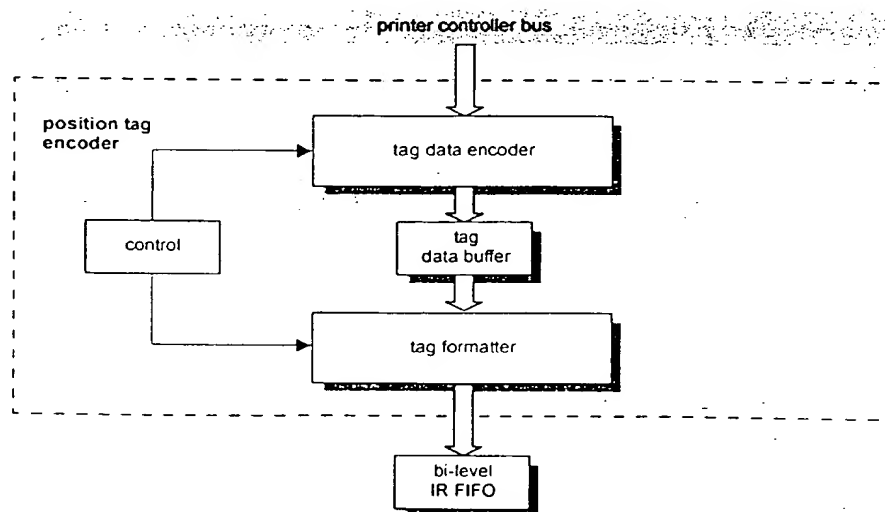 printer controller bus
position tag
encoder
tag data encoder
control
tag
data buffer
tag formatter
bi-level
IR FIFO